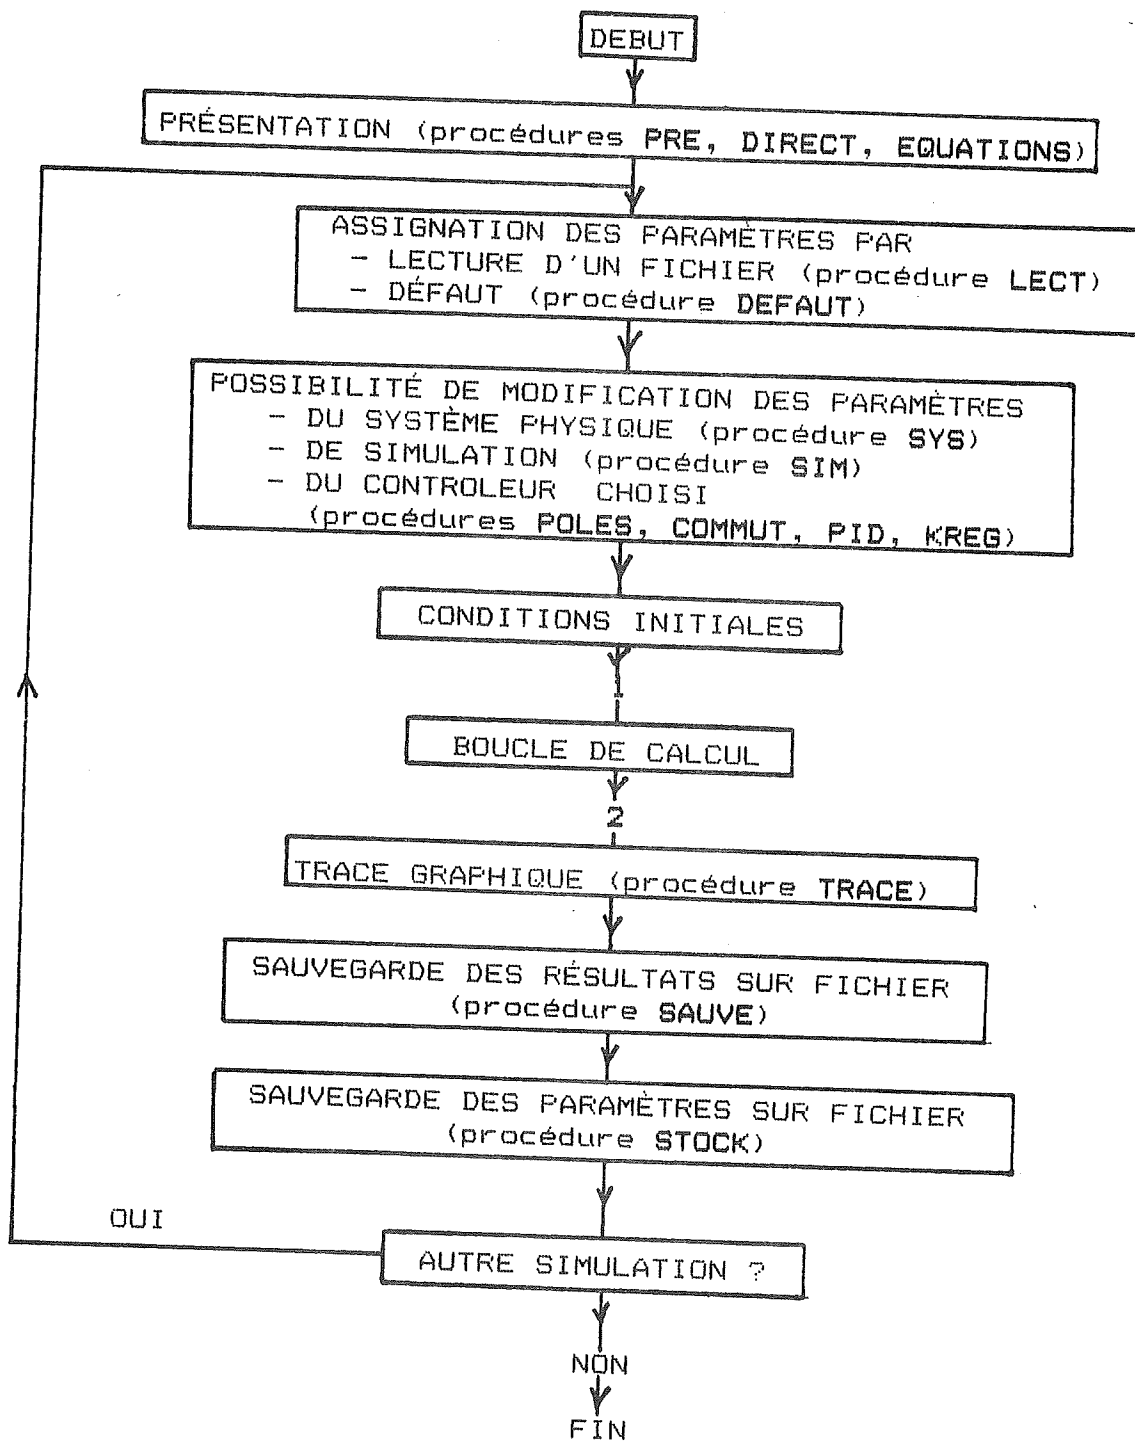 DEBUT
PRÉSENTATION (procédures PRE, DIRECT, EQUATIONS)
ASSIGNATION DES PARAMÈTRES PAR
- LECTURE D'UN FICHIER (procédure LECT)
- DÉFAUT (procédure DEFAUT)
POSSIBILITÉ DE MODIFICATION DES PARAMÈTRES
- DU SYSTÈME PHYSIQUE (procédure SYS)
- DE SIMULATION (procédure SIM)
- DU CONTROLEUR CHOISI
(procédures POLES, COMMUT, PID, KREG)
CONDITIONS INITIALES
1
BOUCLE DE CALCUL
2
TRACE GRAPHIQUE (procédure TRACE)
SAUVEGARDE DES RÉSULTATS SUR FICHIER
(procédure SAUVE)
SAUVEGARDE DES PARAMÈTRES SUR FICHIER
(procédure STOCK)
OUI
AUTRE SIMULATION ?
NON
FIN